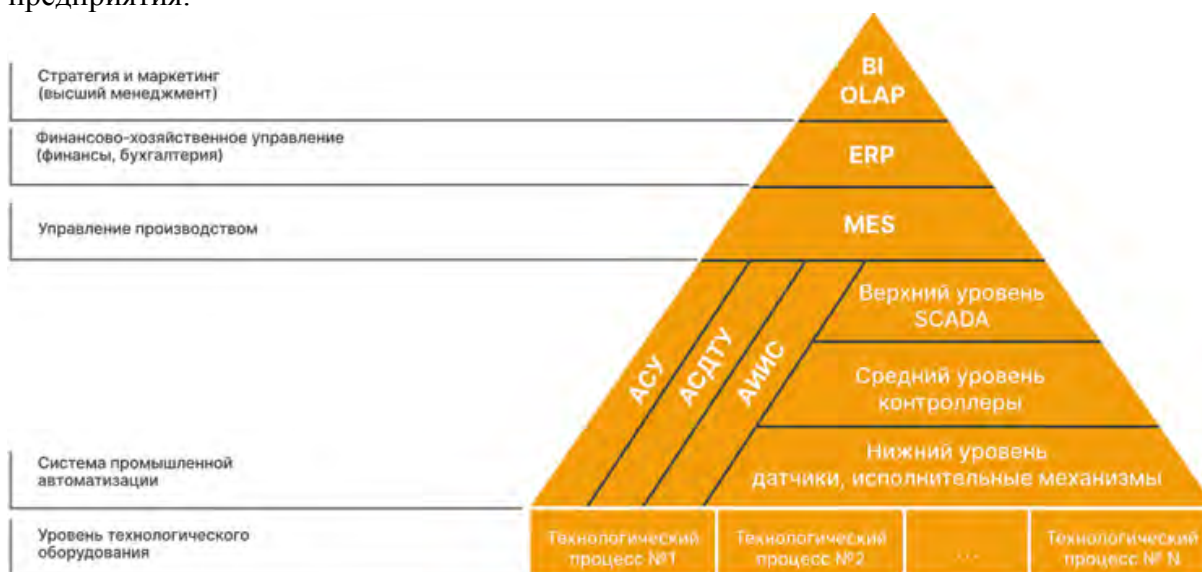 предприятия.
Стратегия и маркетинг
(высший менеджмент)
BI
OLAP
Финансово-хозяйственное управление
(финансы, бухгалтерия)
ERP
Управление производством
MES
АСУ
АСДТУ
АИИС
Верхний уровень
SCADA
Средний уровень
контроллеры
Система промышленной
автоматизации
Нижний уровень
датчики, исполнительные механизмы
Уровень технологического
оборудования
Технологический
процесс №1
Технологический
процесс №2
...
Технологический
процесс № N